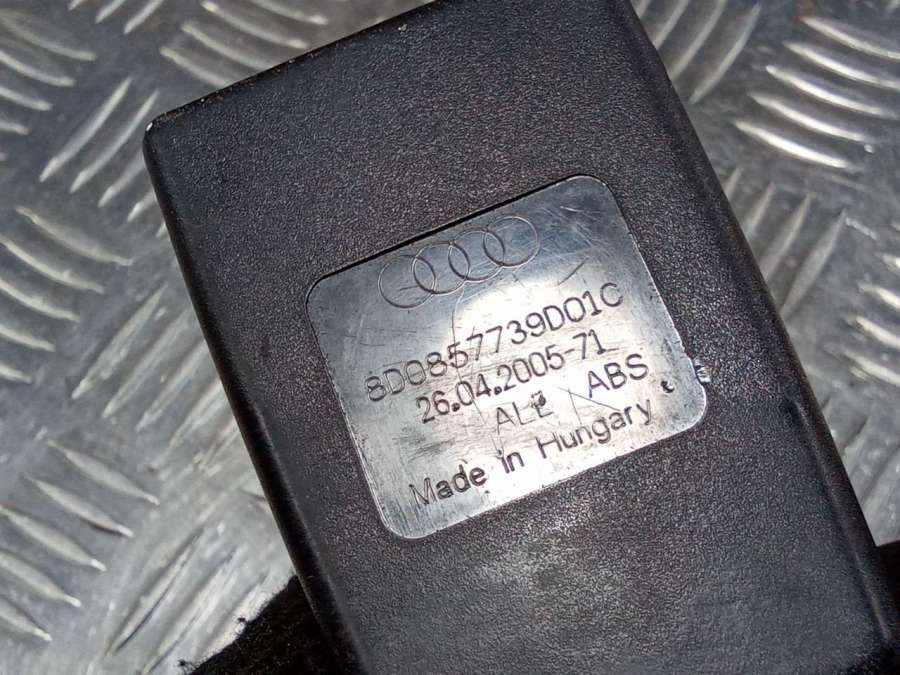 8D0857739D01C
26.04.2005-71
ALE ABS
Made in Hungary